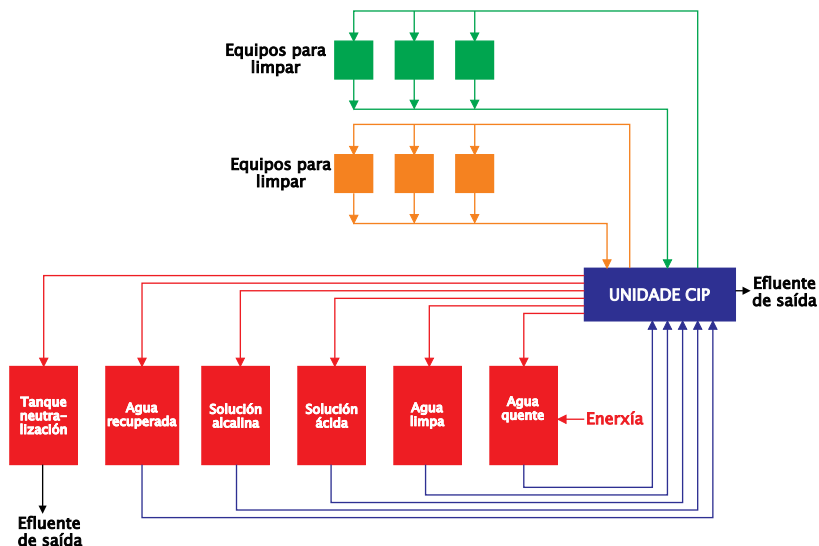 Equipos para
limpar
Equipos para
limpar
UNIDADE CIP
Efluente
de saída
Tanque
neutra-
lización
Agua
recuperada
Solución
alcalina
Solución
ácida
Agua
limpa
Agua
quente
Enerxía
Efluente
de saída